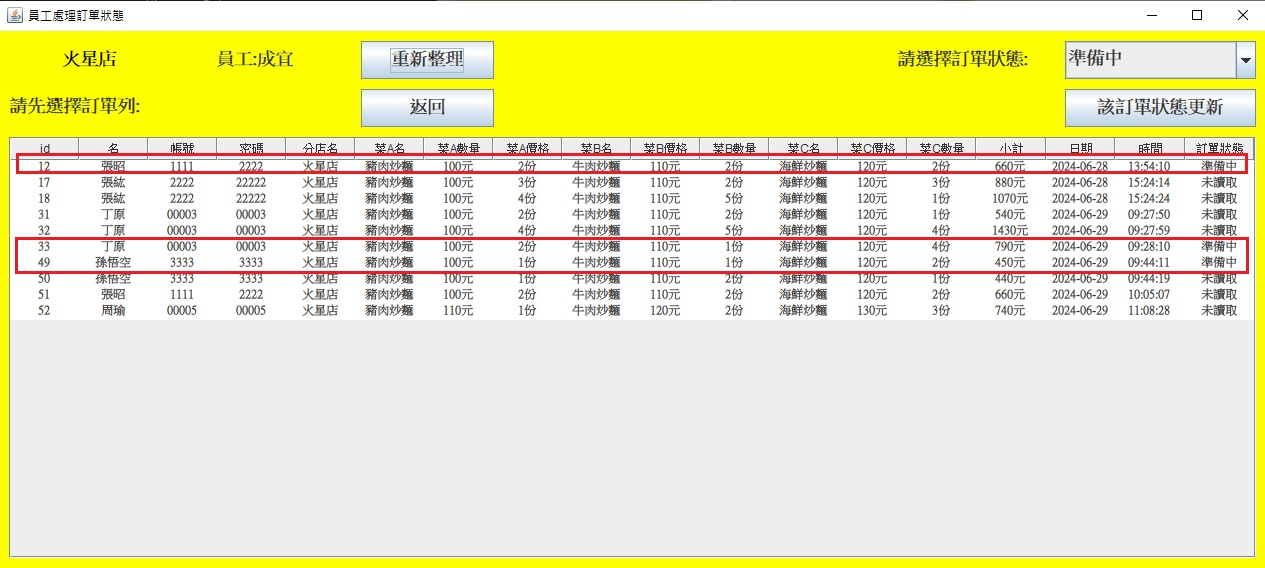 員工處理訂單狀態
火星店 員工:成宜 重新整理 請選擇訂單狀態: 準備中
請先選擇訂單列: 返回 該訂單狀態更新
id 名 帳號 密碼 分店名 菜A名 菜A數量 菜A價格 菜B名 菜B價格 菜B數量 菜C名 菜C價格 菜C數量 小計 日期 時間 訂單狀態
12 張昭 1111 2222 火星店 豬肉炒麵 100元 2份 牛肉炒麵 110元 2份 海鮮炒麵 120元 2份 660元 2024-06-28 13:54:10 準備中
17 張紘 2222 22222 火星店 豬肉炒麵 100元 3份 牛肉炒麵 110元 2份 海鮮炒麵 120元 3份 880元 2024-06-28 15:24:14 未讀取
18 張紘 2222 22222 火星店 豬肉炒麵 100元 4份 牛肉炒麵 110元 5份 海鮮炒麵 120元 1份 1070元 2024-06-28 15:24:24 未讀取
31 丁原 00003 00003 火星店 豬肉炒麵 100元 2份 牛肉炒麵 110元 2份 海鮮炒麵 120元 1份 540元 2024-06-29 09:27:50 未讀取
32 丁原 00003 00003 火星店 豬肉炒麵 100元 4份 牛肉炒麵 110元 5份 海鮮炒麵 120元 4份 1430元 2024-06-29 09:27:59 未讀取
33 丁原 00003 00003 火星店 豬肉炒麵 100元 2份 牛肉炒麵 110元 1份 海鮮炒麵 120元 4份 790元 2024-06-29 09:28:10 準備中
49 孫悟空 3333 3333 火星店 豬肉炒麵 100元 1份 牛肉炒麵 110元 1份 海鮮炒麵 120元 2份 450元 2024-06-29 09:44:11 準備中
50 孫悟空 3333 3333 火星店 豬肉炒麵 100元 1份 牛肉炒麵 110元 2份 海鮮炒麵 120元 1份 440元 2024-06-29 09:44:19 未讀取
51 張昭 1111 2222 火星店 豬肉炒麵 100元 2份 牛肉炒麵 110元 2份 海鮮炒麵 120元 2份 660元 2024-06-29 10:05:07 未讀取
52 周瑜 00005 00005 火星店 豬肉炒麵 110元 1份 牛肉炒麵 120元 2份 海鮮炒麵 130元 3份 740元 2024-06-29 11:08:28 未讀取